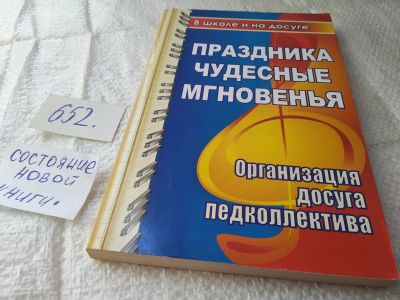 В школе и на досуге
ПРАЗДНИКА
ЧУДЕСНЫЕ
МГНОВЕНЬЯ
Организация
досуга
педколлектива
652.
состояние
новой
книги.